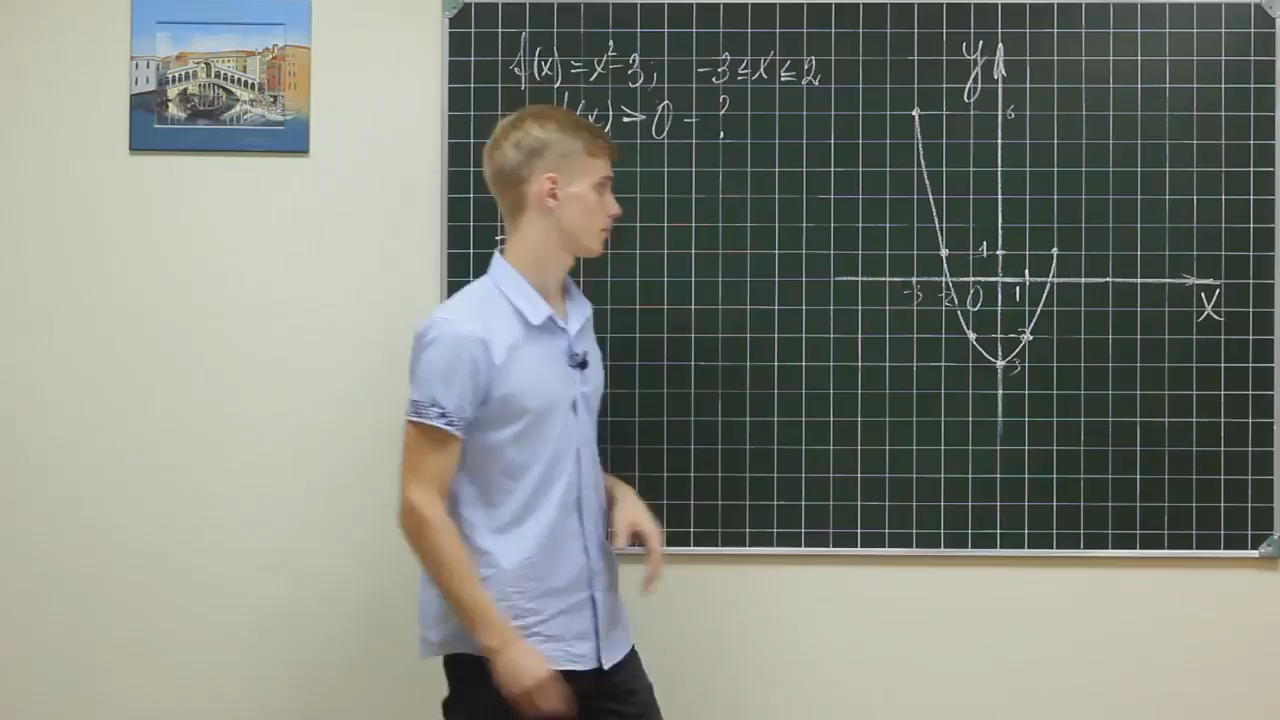 f(x) = x² - 3; -3 ≤ x ≤ 2
(x) > 0 - ?
y
6
1
-3 -2 0 1
x
-3